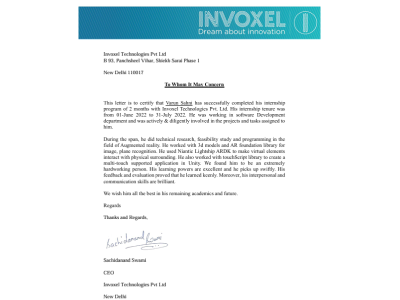 INVOXEL
Dream about innovation
Invoxel Technologies Pvt Ltd
B 93, Panchsheel Vihar, Shiekh Sarai Phase 1
New Delhi 110017
To Whom It May Concern
This letter is to certify that Varun Sahni has successfully completed his internship
program of 2 months with Invoxel Technologies Pvt. Ltd. His internship tenure was
from 01-June 2022 to 31-July 2022. He was working in software Development
department and was actively & diligently involved in the projects and tasks assigned to
him.
During the span, he did technical research, feasibility study and programming in the
field of Augmented reality. He worked with 3d models and AR foundation library for
image, plane recognition. He used Niantic Lightship ARDK to make virtual elements
interact with physical surrounding. He also worked with touchScript library to create a
multi-touch supported application in Unity. We found him to be an extremely
hardworking person. His learning powers are excellent and he picks up swiftly. His
feedback and evaluation proved that he learned keenly. Moreover, his interpersonal and
communication skills are brilliant.
We wish him all the best in his remaining academics and future.
Regards
Thanks and Regards,
Sachidanand Swami
Sachidanand Swami
CEO
Invoxel Technologies Pvt Ltd
New Delhi